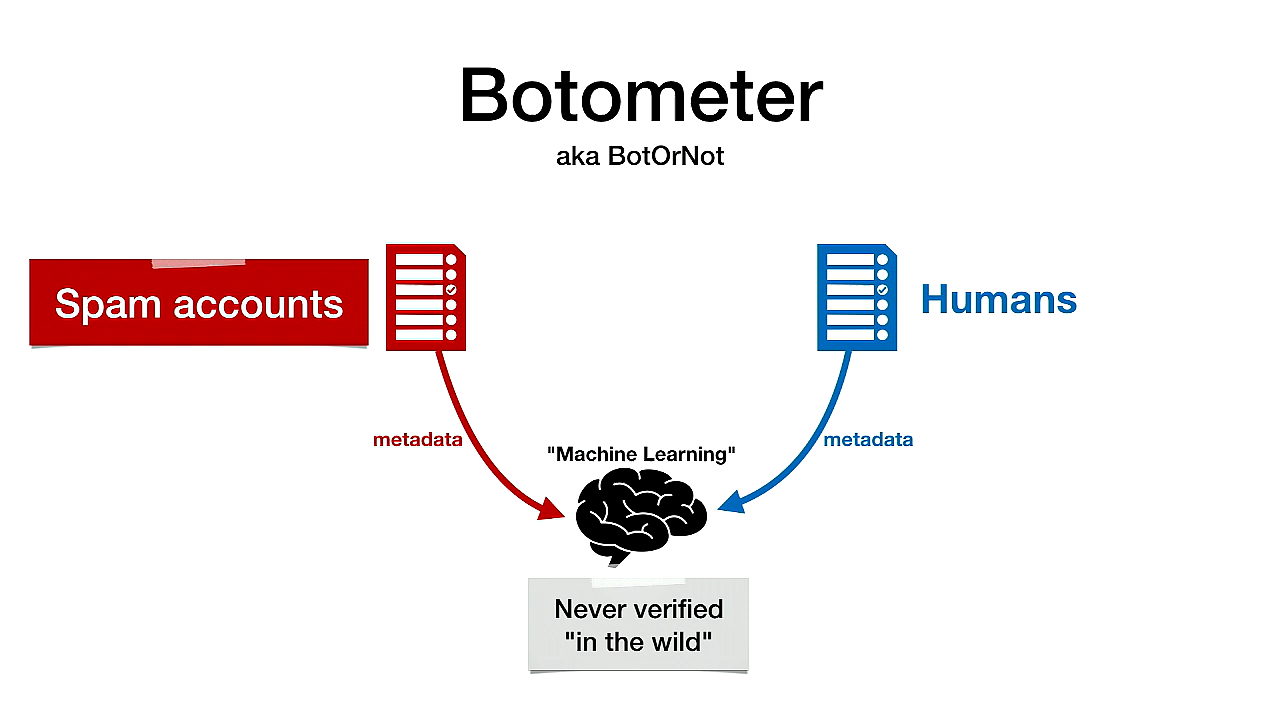 Botometer
aka BotOrNot
Spam accounts
Humans
metadata
metadata
"Machine Learning"
Never verified
"in the wild"